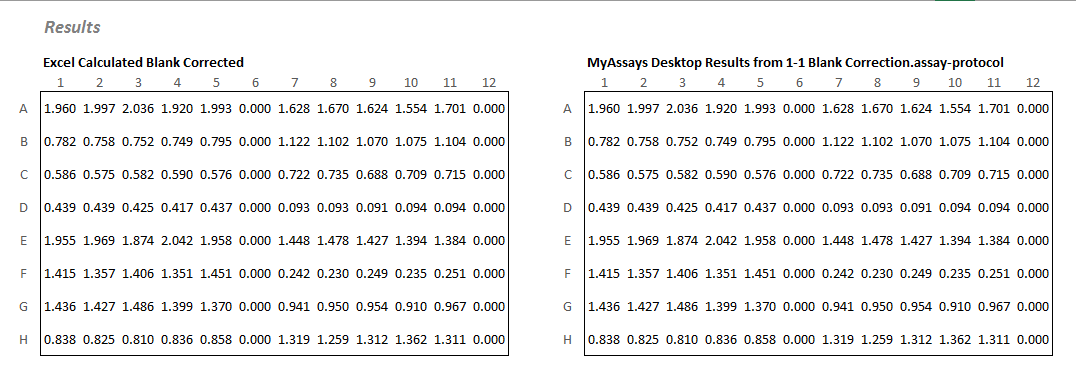 Results
Excel Calculated Blank Corrected MyAssays Desktop Results from 1-1 Blank Correction.assay-protocol
1 2 3 4 5 6 7 8 9 10 11 12 1 2 3 4 5 6 7 8 9 10 11 12
A 1.960 1.997 2.036 1.920 1.993 0.000 1.628 1.670 1.624 1.554 1.701 0.000 A 1.960 1.997 2.036 1.920 1.993 0.000 1.628 1.670 1.624 1.554 1.701 0.000
B 0.782 0.758 0.752 0.749 0.795 0.000 1.122 1.102 1.070 1.075 1.104 0.000 B 0.782 0.758 0.752 0.749 0.795 0.000 1.122 1.102 1.070 1.075 1.104 0.000
C 0.586 0.575 0.582 0.590 0.576 0.000 0.722 0.735 0.688 0.709 0.715 0.000 C 0.586 0.575 0.582 0.590 0.576 0.000 0.722 0.735 0.688 0.709 0.715 0.000
D 0.439 0.439 0.425 0.417 0.437 0.000 0.093 0.093 0.091 0.094 0.094 0.000 D 0.439 0.439 0.425 0.417 0.437 0.000 0.093 0.093 0.091 0.094 0.094 0.000
E 1.955 1.969 1.874 2.042 1.958 0.000 1.448 1.478 1.427 1.394 1.384 0.000 E 1.955 1.969 1.874 2.042 1.958 0.000 1.448 1.478 1.427 1.394 1.384 0.000
F 1.415 1.357 1.406 1.351 1.451 0.000 0.242 0.230 0.249 0.235 0.251 0.000 F 1.415 1.357 1.406 1.351 1.451 0.000 0.242 0.230 0.249 0.235 0.251 0.000
G 1.436 1.427 1.486 1.399 1.370 0.000 0.941 0.950 0.954 0.910 0.967 0.000 G 1.436 1.427 1.486 1.399 1.370 0.000 0.941 0.950 0.954 0.910 0.967 0.000
H 0.838 0.825 0.810 0.836 0.858 0.000 1.319 1.259 1.312 1.362 1.311 0.000 H 0.838 0.825 0.810 0.836 0.858 0.000 1.319 1.259 1.312 1.362 1.311 0.000